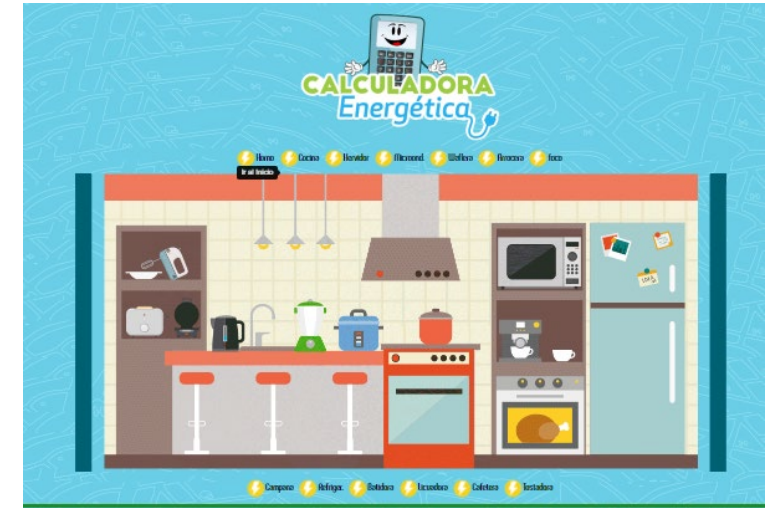 CALCULADORA
Energética
Horno Cocina Hervidor Microond. Waflera Arrocera Foco
Ir al Inicio
Campana Refriger. Batidora Licuadora Cafetera Tostadora